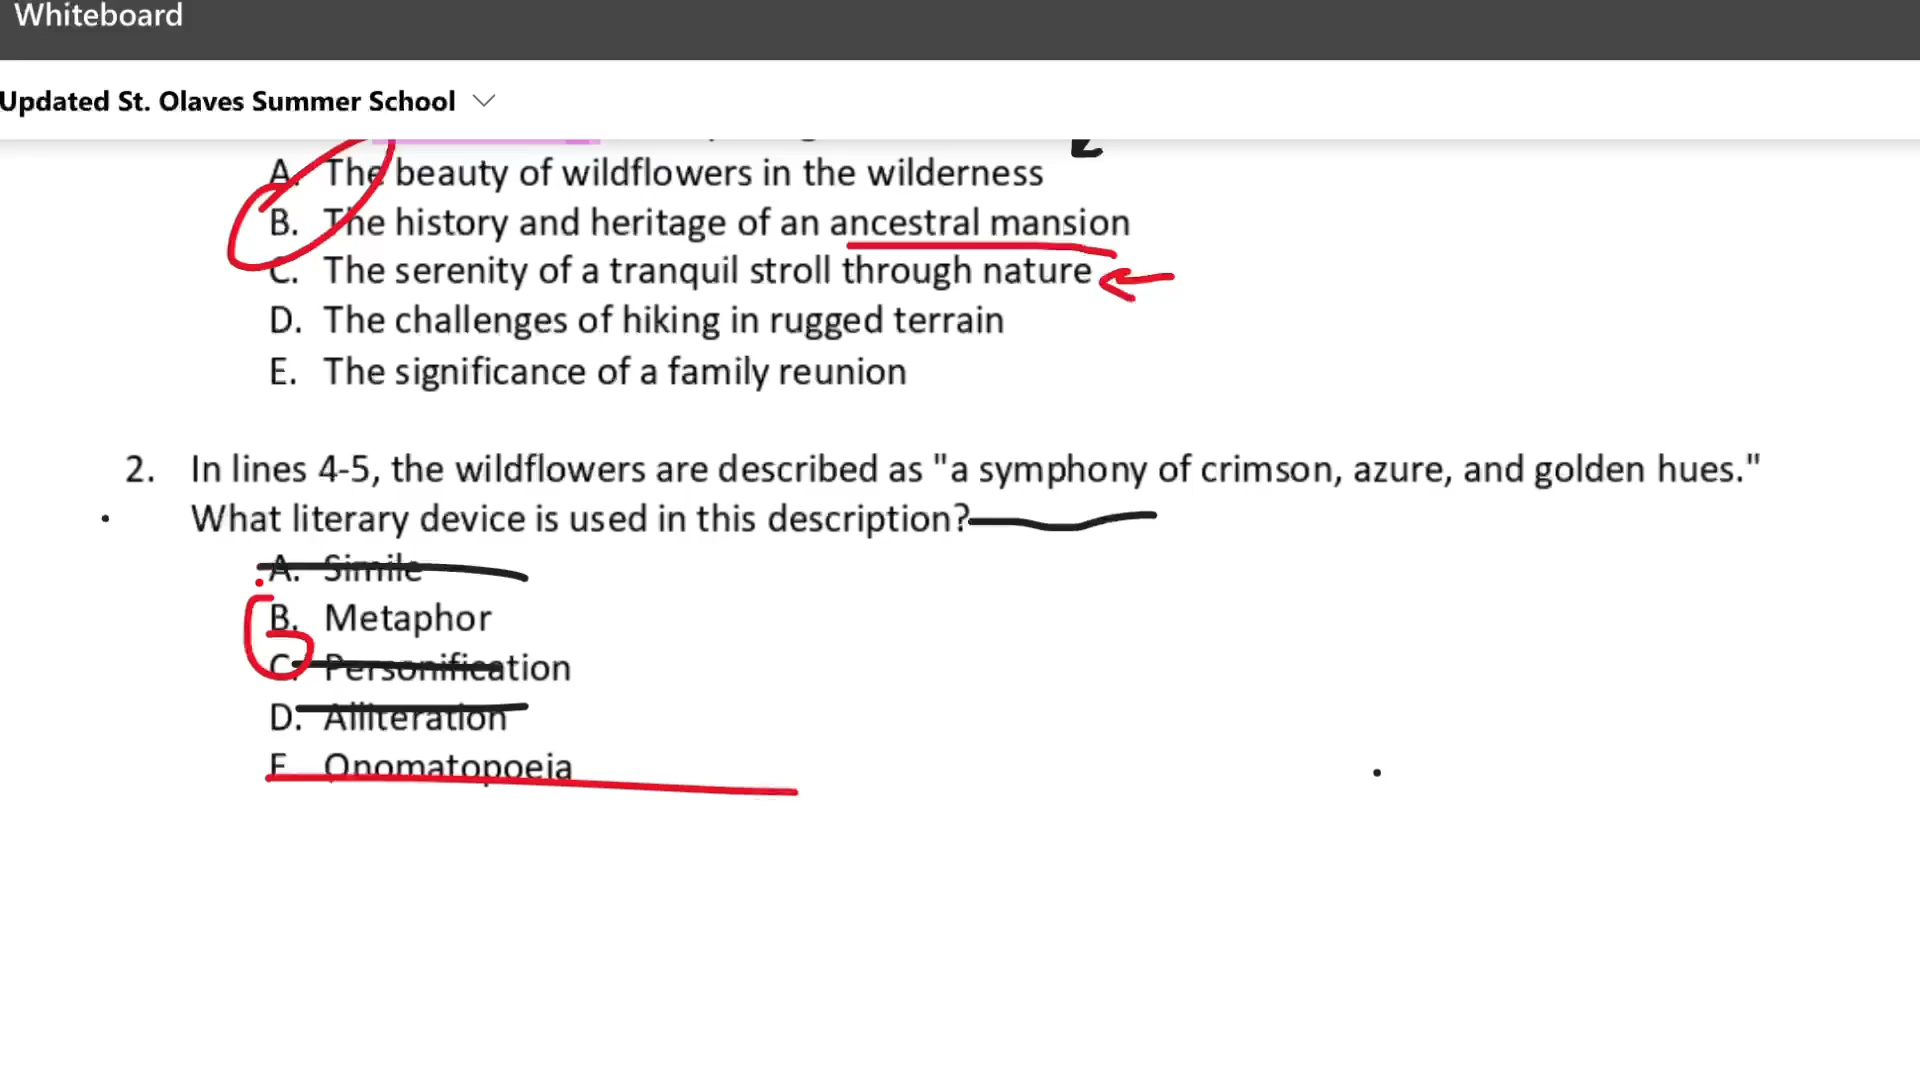 Whiteboard
Updated St. Olaves Summer School
A. The beauty of wildflowers in the wilderness
B. The history and heritage of an ancestral mansion
C. The serenity of a tranquil stroll through nature
D. The challenges of hiking in rugged terrain
E. The significance of a family reunion
2. In lines 4-5, the wildflowers are described as "a symphony of crimson, azure, and golden hues."
What literary device is used in this description?
A. Simile
B. Metaphor
C. Personification
D. Alliteration
E. Onomatopoeia